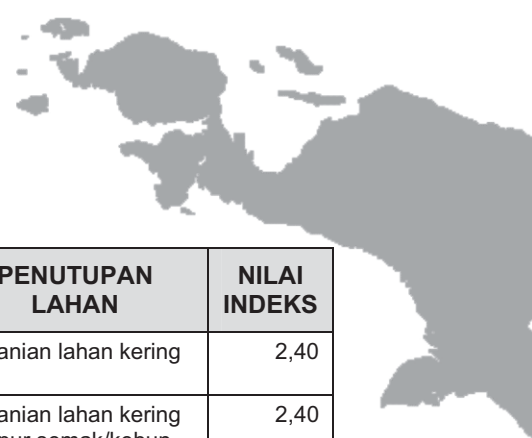 PENUTUPAN
LAHAN
NILAI
INDEKS
anian lahan kering
2,40
anian lahan kering
2,40